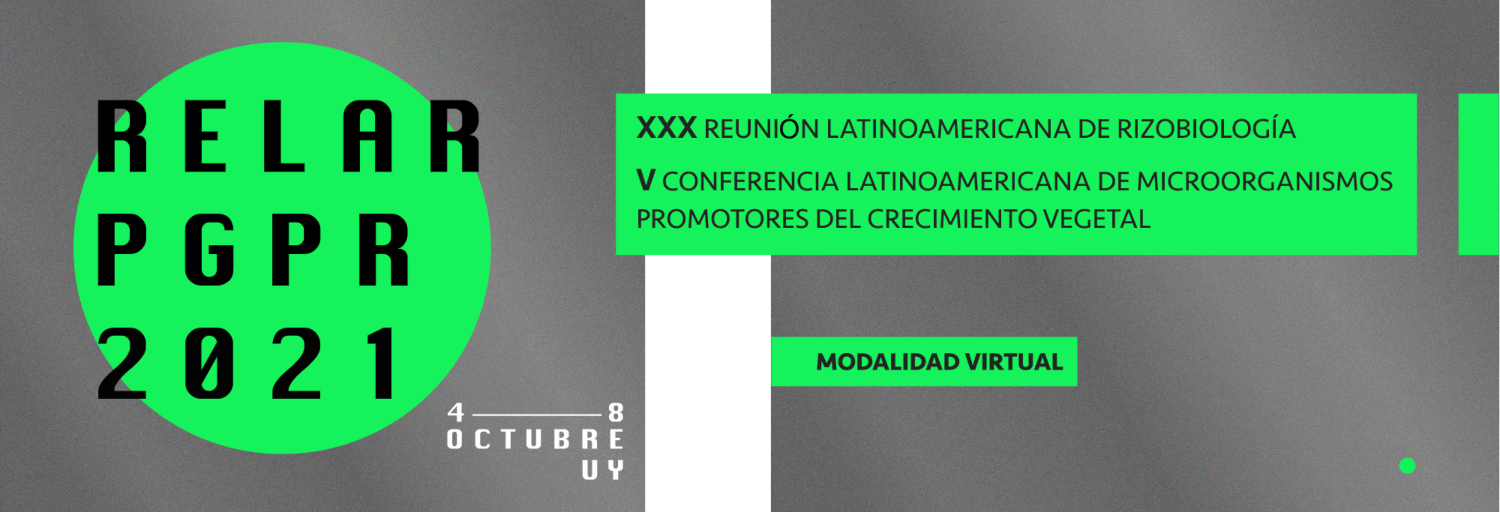 RELAR
PGPR
2021
4 8
OCTUBRE
UY
XXX REUNIÓN LATINOAMERICANA DE RIZOBIOLOGÍA
V CONFERENCIA LATINOAMERICANA DE MICROORGANISMOS
PROMOTORES DEL CRECIMIENTO VEGETAL
MODALIDAD VIRTUAL